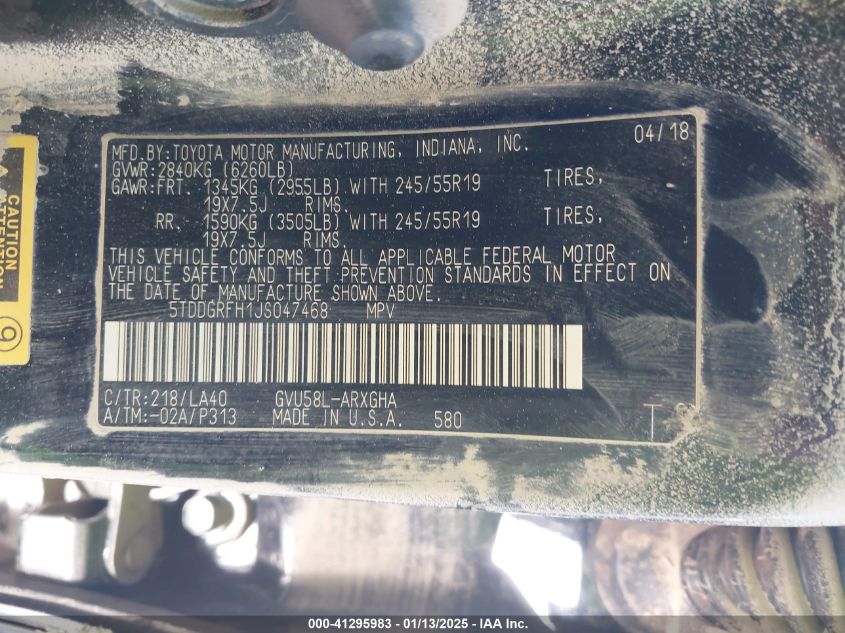 04/18
MFD.BY:TOYOTA MOTOR MANUFACTURING, INDIANA, INC.
GVWR:2840KG (6260LB)
GAWR:FRT. 1345KG (2955LB) WITH 245/55R19 TIRES,
19X7.5J RIMS.
RR. 1590KG (3505LB) WITH 245/55R19 TIRES,
19X7.5J RIMS.
THIS VEHICLE CONFORMS TO ALL APPLICABLE FEDERAL MOTOR
VEHICLE SAFETY AND THEFT PREVENTION STANDARDS IN EFFECT ON
THE DATE OF MANUFACTURE SHOWN ABOVE.
5TDDGRFH1JS047468 MPV
C/TR:218/LA40 GVU58L-ARXGHA
A/TM:-02A/P313 MADE IN U.S.A. 580
T
CAUTION
ATTENTION
9
000-41295983 - 01/13/2025 - IAA Inc.